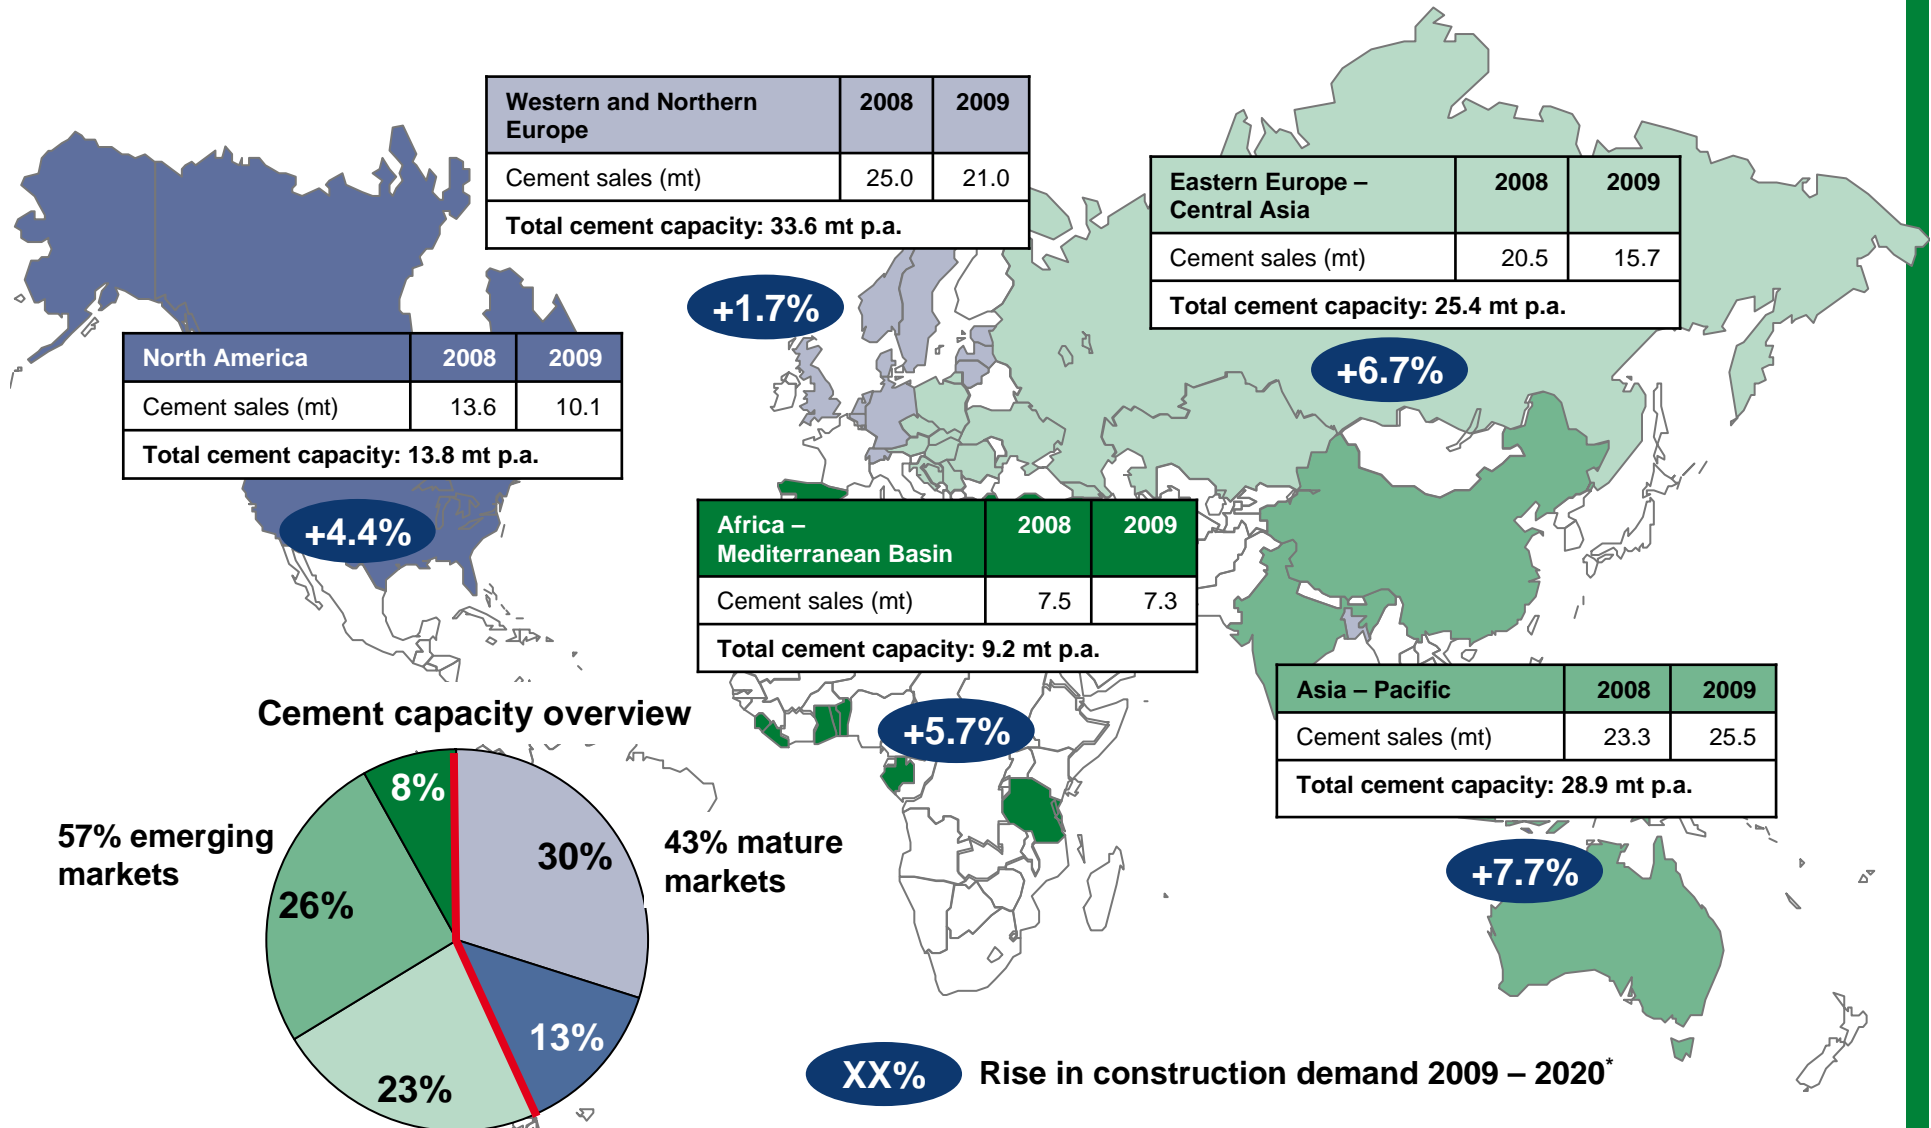 Western and Northern
Europe
2008
2009
Cement sales (mt)
25.0
21.0
Total cement capacity: 33.6 mt p.a.
Eastern Europe –
Central Asia
2008
2009
Cement sales (mt)
20.5
15.7
Total cement capacity: 25.4 mt p.a.
+1.7%
+6.7%
North America
2008
2009
Cement sales (mt)
13.6
10.1
Total cement capacity: 13.8 mt p.a.
+4.4%
Africa –
Mediterranean Basin
2008
2009
Cement sales (mt)
7.5
7.3
Total cement capacity: 9.2 mt p.a.
+5.7%
Asia – Pacific
2008
2009
Cement sales (mt)
23.3
25.5
Total cement capacity: 28.9 mt p.a.
+7.7%
Cement capacity overview
57% emerging
markets
43% mature
markets
8%
30%
26%
13%
23%
XX%
Rise in construction demand 2009 – 2020*